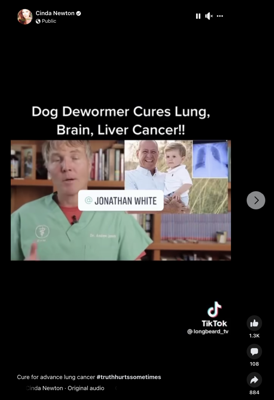 Cinda Newton
Public
Dog Dewormer Cures Lung,
Brain, Liver Cancer!!
JONATHAN WHITE
TikTok
@longbeard_tv
1.3K
108
884
Cure for advance lung cancer #truthhurtssometimes
Cinda Newton · Original audio